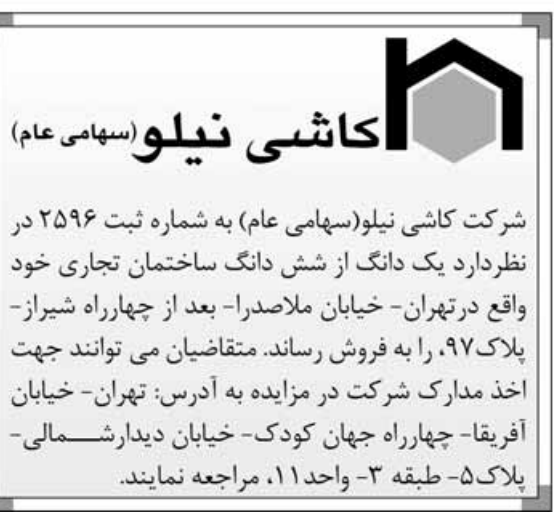 کاشی نیلو(سهامی عام)
شرکت کاشی نیلو(سهامی عام) به شماره ثبت ۲۵۹۶ در
نظردارد یک دانگ از شش دانگ ساختمان تجاری خود
واقع درتهران- خیابان ملاصدرا- بعد از چهارراه شیراز-
پلاک۹۷، را به فروش رساند. متقاضیان می توانند جهت
اخذ مدارک شرکت در مزایده به آدرس: تهران- خیابان
آفریقا- چهارراه جهان کودک- خیابان دیدارشـــمالی-
پلاک۵- طبقه ۳- واحد۱۱، مراجعه نمایند.